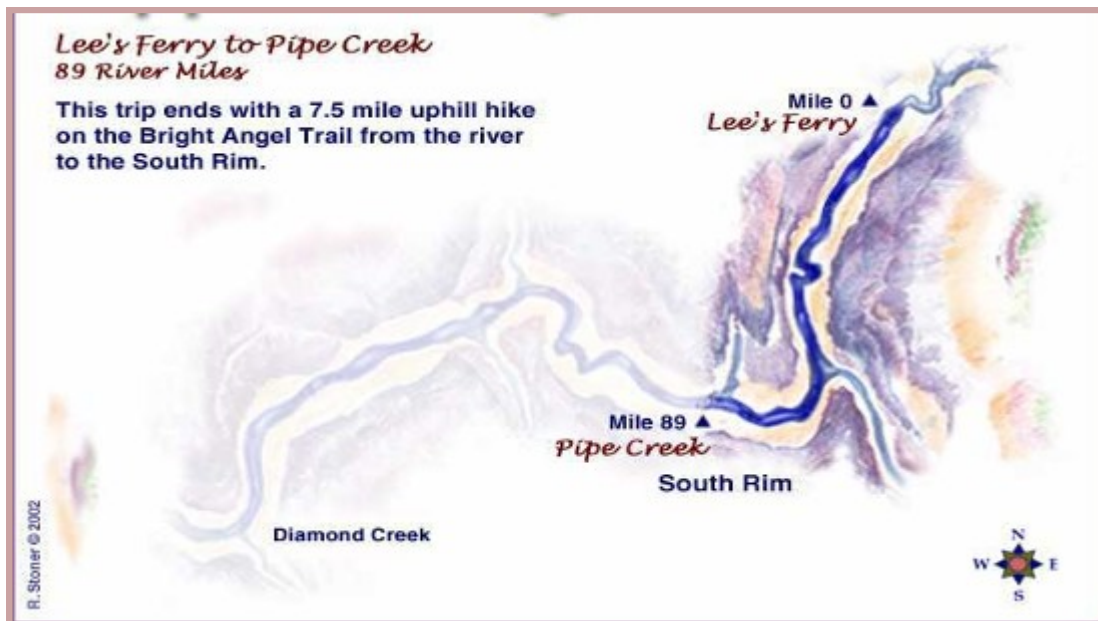 Lee's Ferry to Pipe Creek
89 River Miles
This trip ends with a 7.5 mile uphill hike
on the Bright Angel Trail from the river
to the South Rim.
Mile 0 ▲
Lee's Ferry
Mile 89 ▲
Pipe Creek
South Rim
Diamond Creek
N
W E
S
R. Stoner © 2002